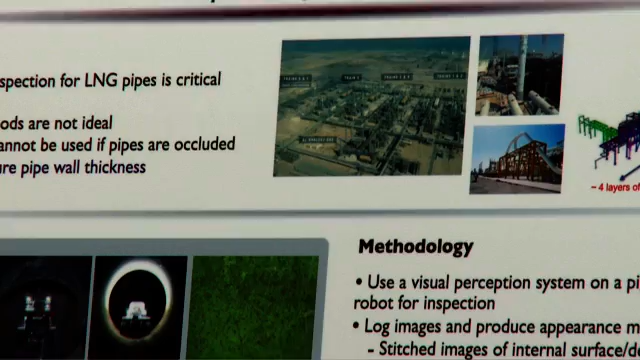 spection for LNG pipes is critical
ods are not ideal
annot be used if pipes are occluded
ure pipe wall thickness
~ 4 layers of
Methodology
• Use a visual perception system on a pi
robot for inspection
• Log images and produce appearance m
- Stitched images of internal surface/de